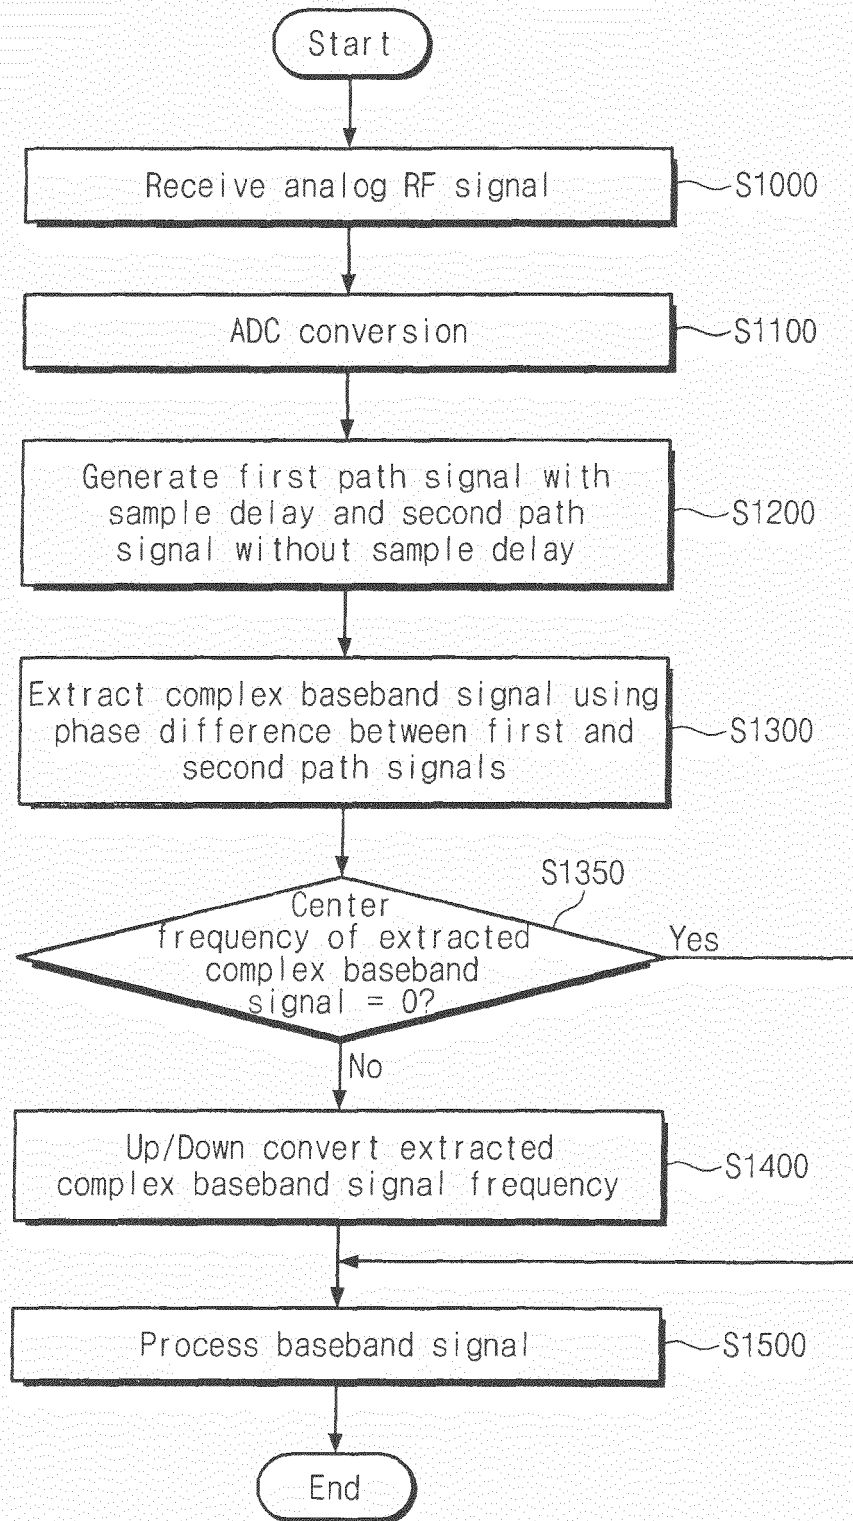 Start
Receive analog RF signal
S1000
ADC conversion
S1100
Generate first path signal with
sample delay and second path
signal without sample delay
S1200
Extract complex baseband signal using
phase difference between first and
second path signals
S1300
S1350
Center
frequency of extracted
complex baseband
signal = 0?
Yes
No
Up/Down convert extracted
complex baseband signal frequency
S1400
Process baseband signal
S1500
End